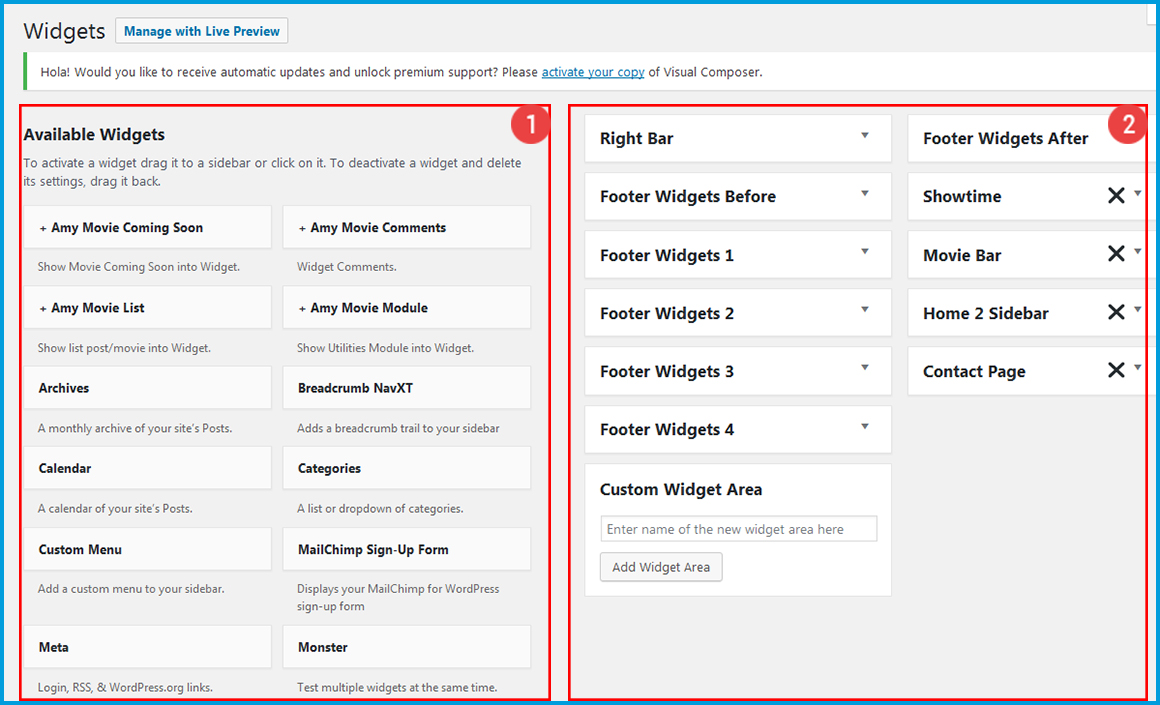 Widgets
Manage with Live Preview
Hola! Would you like to receive automatic updates and unlock premium support? Please activate your copy of Visual Composer.
1
Available Widgets
To activate a widget drag it to a sidebar or click on it. To deactivate a widget and delete
its settings, drag it back.
+ Amy Movie Coming Soon
+ Amy Movie Comments
Show Movie Coming Soon into Widget.
Widget Comments.
+ Amy Movie List
+ Amy Movie Module
Show list post/movie into Widget.
Show Utilities Module into Widget.
Archives
Breadcrumb NavXT
A monthly archive of your site's Posts.
Adds a breadcrumb trail to your sidebar
Calendar
Categories
A calendar of your site's Posts.
A list or dropdown of categories.
Custom Menu
MailChimp Sign-Up Form
Add a custom menu to your sidebar.
Displays your MailChimp for WordPress
sign-up form
Meta
Monster
Login, RSS, & WordPress.org links.
Test multiple widgets at the same time.
2
Right Bar
Footer Widgets Before
Footer Widgets 1
Footer Widgets 2
Footer Widgets 3
Footer Widgets 4
Custom Widget Area
Enter name of the new widget area here
Add Widget Area
Footer Widgets After
Showtime
Movie Bar
Home 2 Sidebar
Contact Page